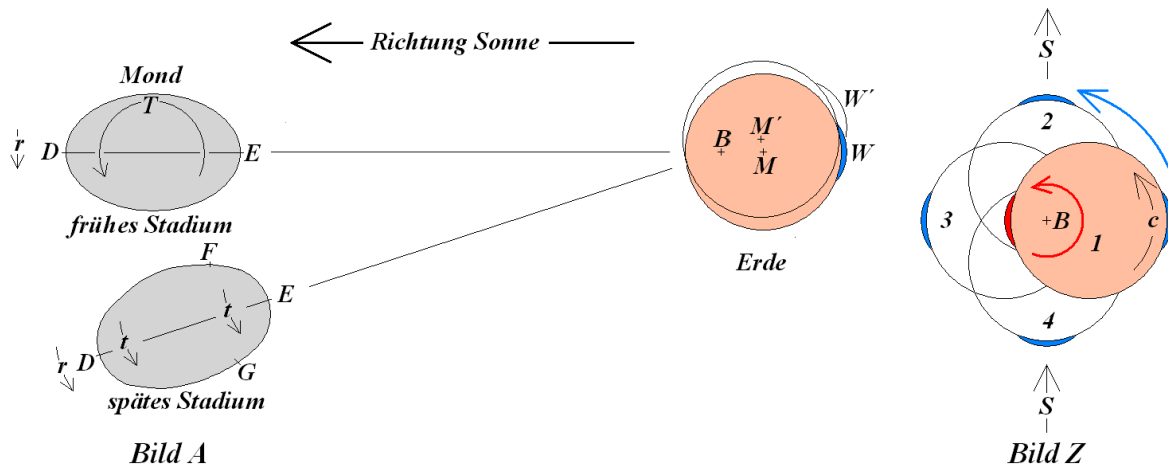 Richtung Sonne
Mond
T
r
D
E
frühes Stadium
F
E
t
t
r
D
G
spätes Stadium
Bild A
W´
B
M´
W
M
Erde
S
2
3
B
1
c
4
S
Bild Z